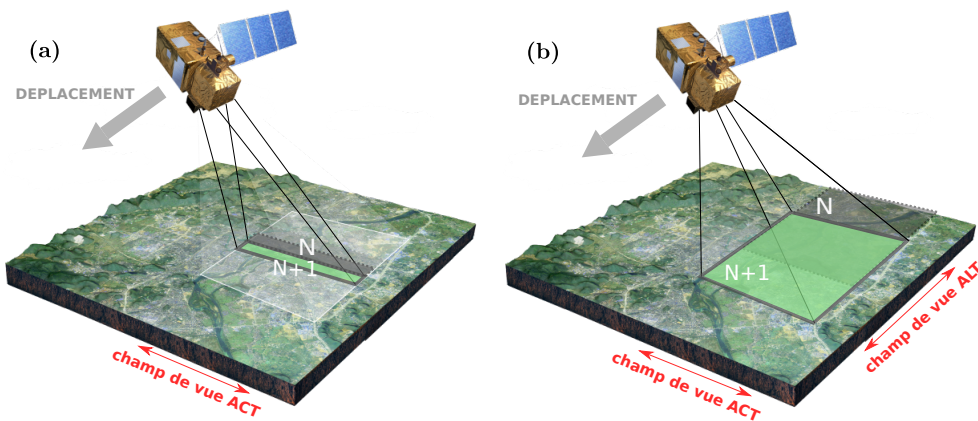 (a)
DEPLACEMENT
N
N+1
champ de vue ACT
(b)
DEPLACEMENT
N
N+1
champ de vue ACT
champ de vue ALT